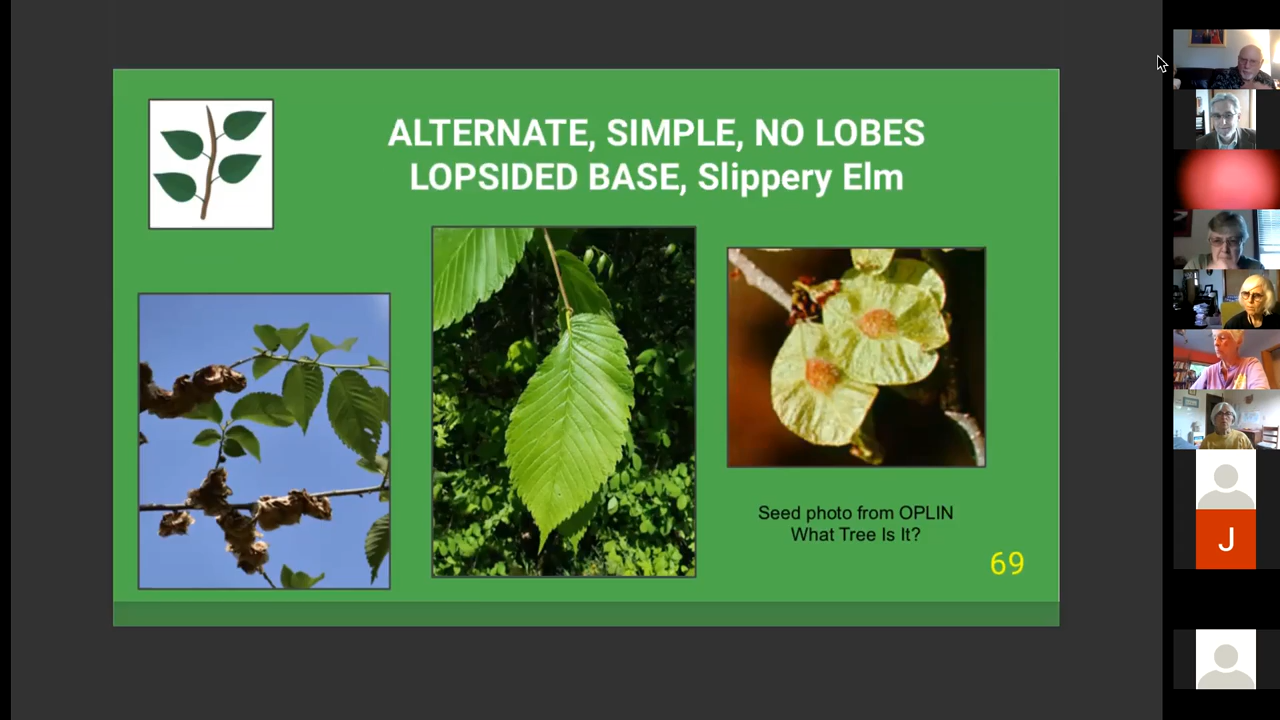 ALTERNATE, SIMPLE, NO LOBES
LOPSIDED BASE, Slippery Elm
Seed photo from OPLIN
What Tree Is It?
69
J